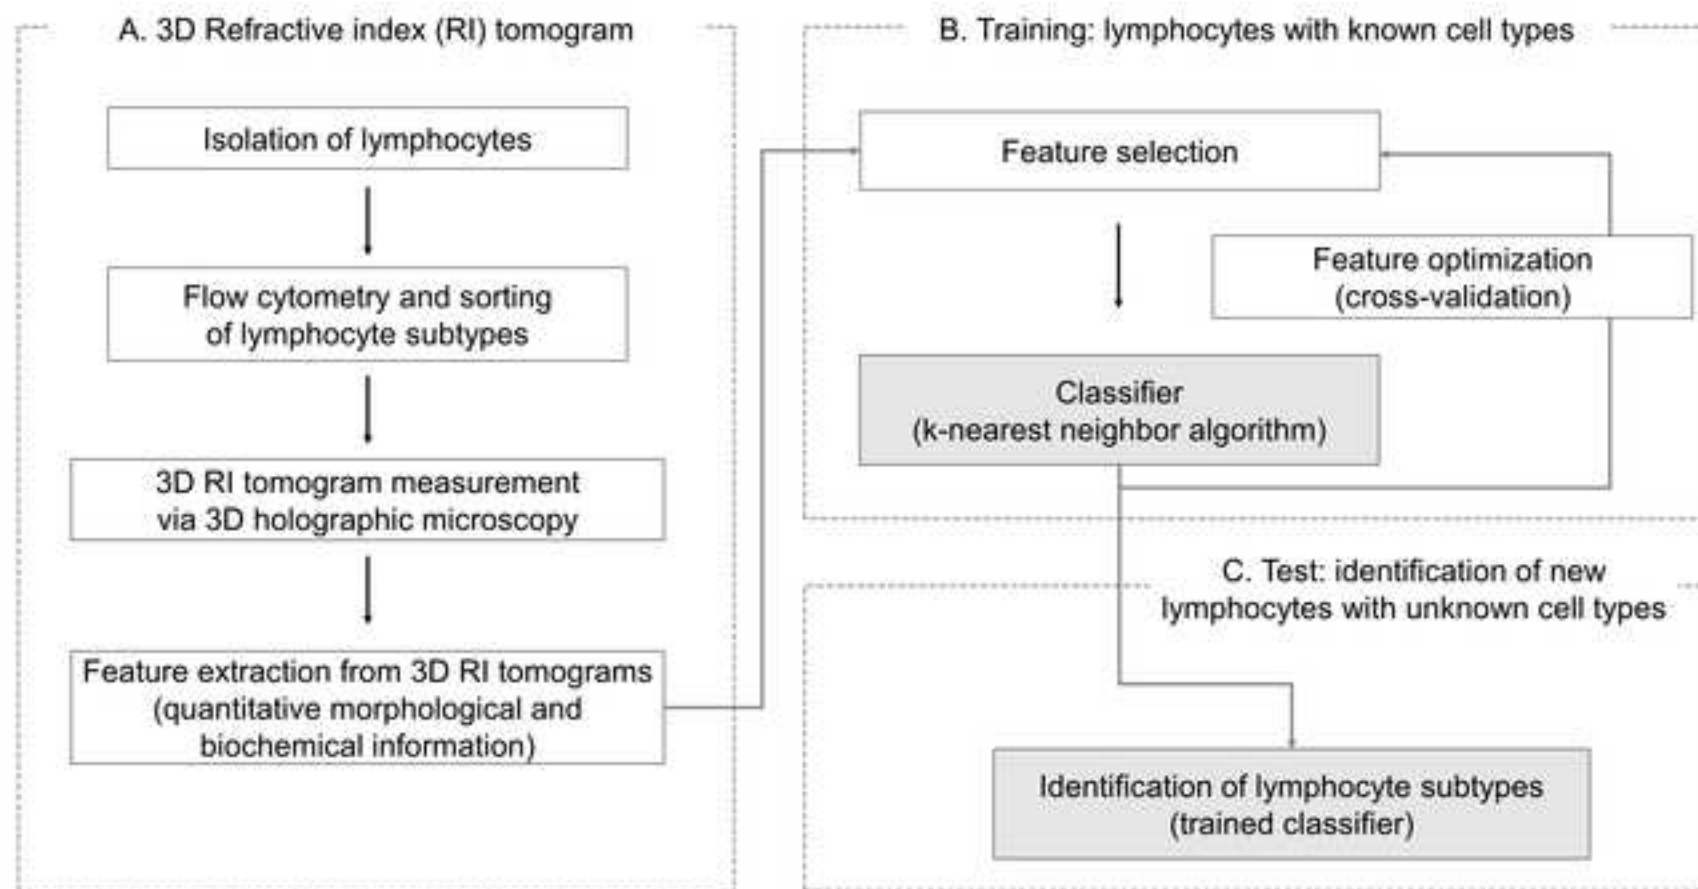 A. 3D Refractive index (RI) tomogram
Isolation of lymphocytes
Flow cytometry and sorting
of lymphocyte subtypes
3D RI tomogram measurement
via 3D holographic microscopy
Feature extraction from 3D RI tomograms
(quantitative morphological and
biochemical information)
B. Training: lymphocytes with known cell types
Feature selection
Feature optimization
(cross-validation)
Classifier
(k-nearest neighbor algorithm)
C. Test: identification of new
lymphocytes with unknown cell types
Identification of lymphocyte subtypes
(trained classifier)